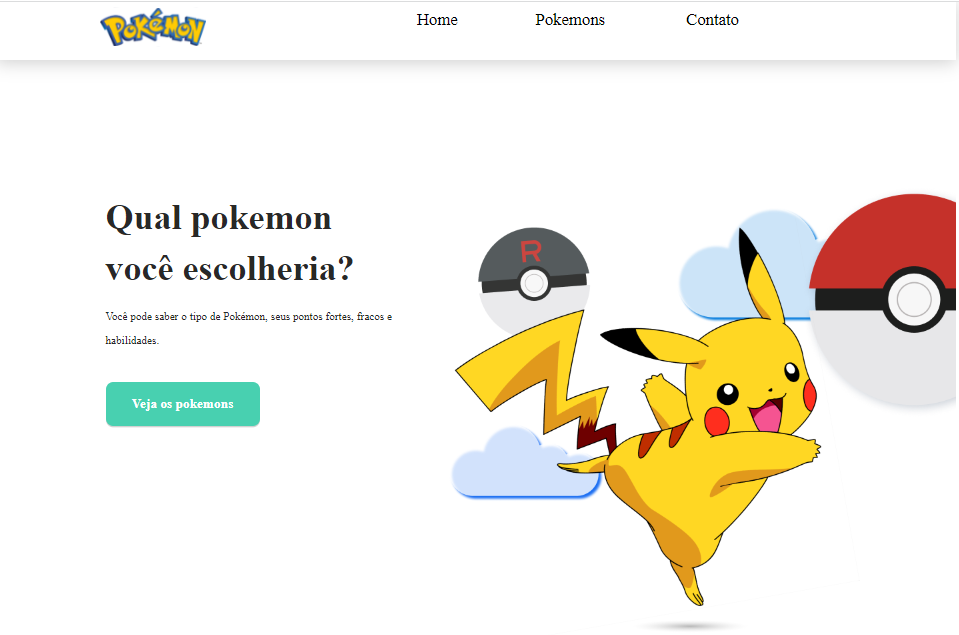 POKéMON
Home Pokemons Contato
Qual pokemon
você escolheria?
Você pode saber o tipo de Pokémon, seus pontos fortes, fracos e
habilidades.
Veja os pokemons
R